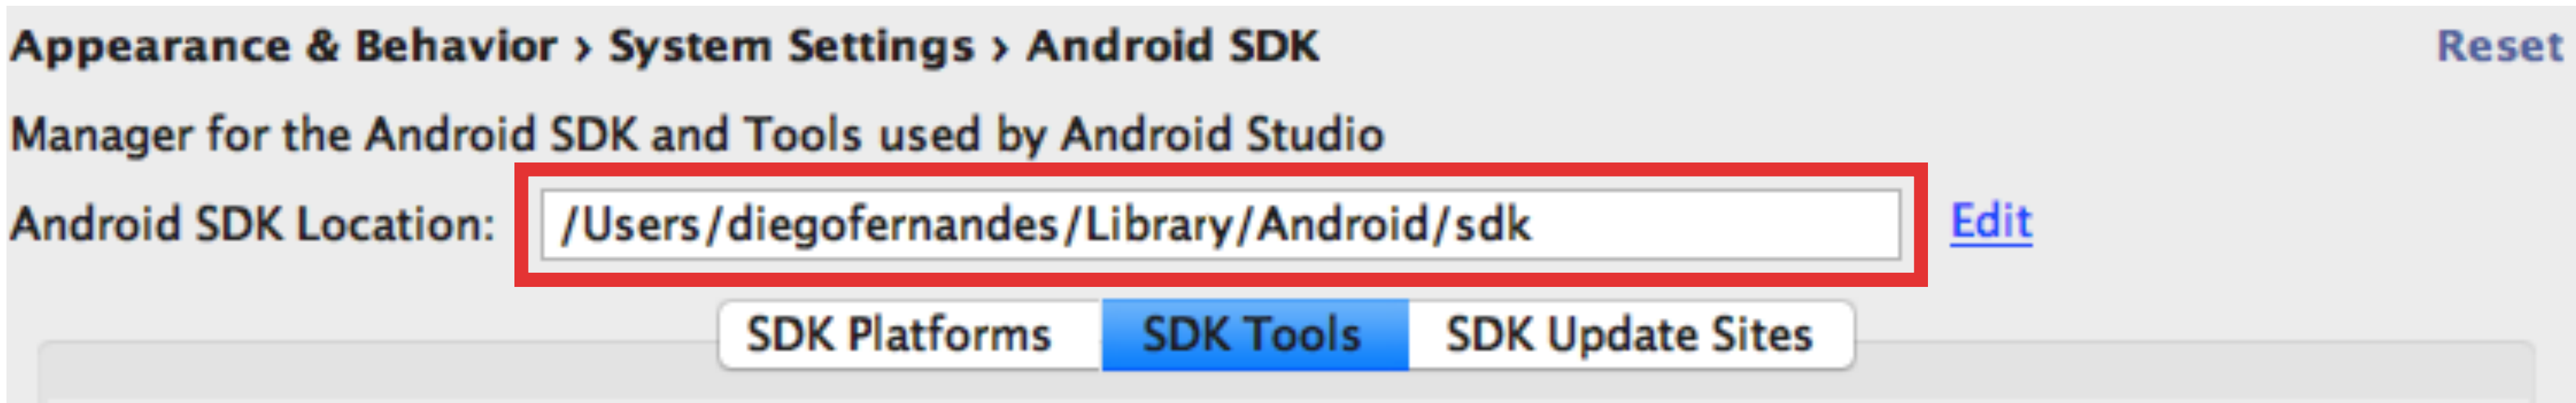 Appearance & Behavior › System Settings › Android SDK Reset
Manager for the Android SDK and Tools used by Android Studio
Android SDK Location: /Users/diegofernandes/Library/Android/sdk Edit
SDK Platforms SDK Tools SDK Update Sites